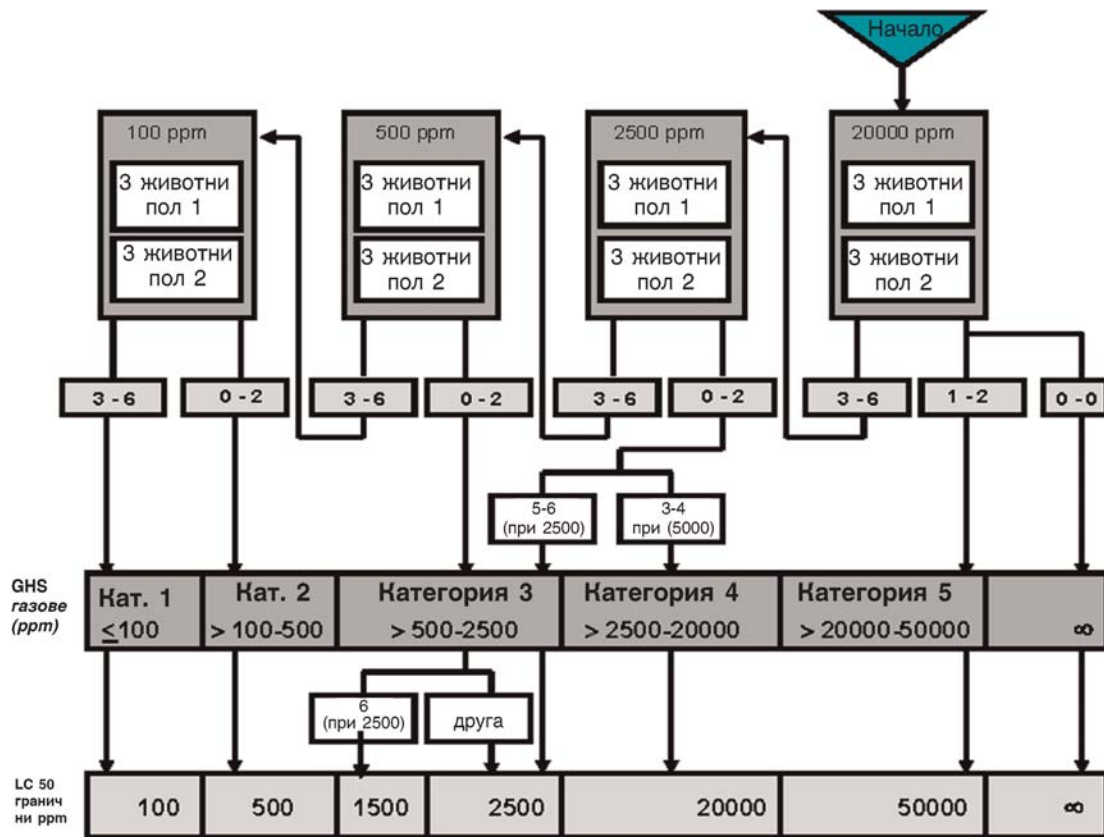 Начало
100 ppm
500 ppm
2500 ppm
20000 ppm
3 животни
пол 1
3 животни
пол 1
3 животни
пол 1
3 животни
пол 1
3 животни
пол 2
3 животни
пол 2
3 животни
пол 2
3 животни
пол 2
3 - 6
0 - 2
3 - 6
0 - 2
3 - 6
0 - 2
3 - 6
1 - 2
0 - 0
5-6
(при 2500)
3-4
при (5000)
GHS
газове
(ppm)
Кат. 1
≤100
Кат. 2
> 100-500
Категория 3
> 500-2500
Категория 4
> 2500-20000
Категория 5
> 20000-50000
∞
6
(при 2500)
друга
LC 50
гранич
ни ppm
100
500
1500
2500
20000
50000
∞